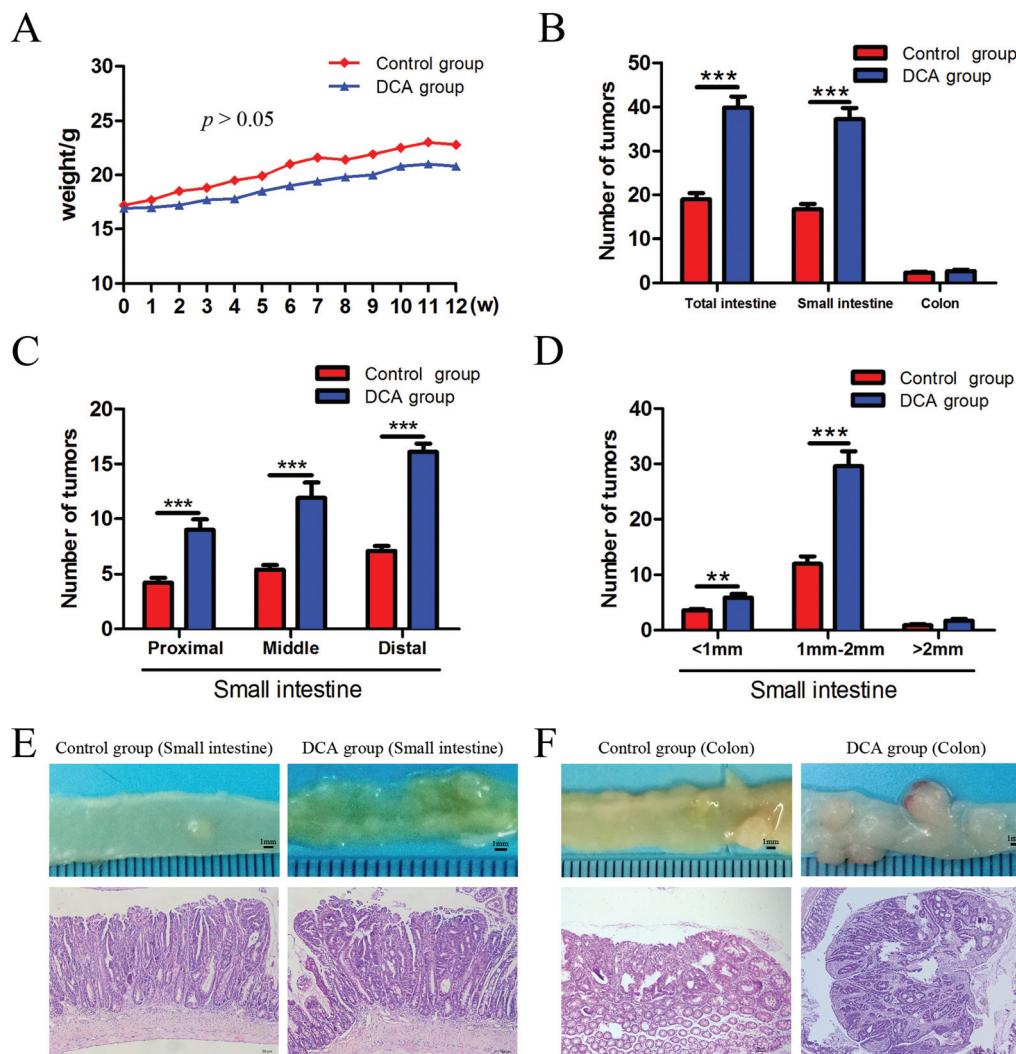 A
Control group
DCA group
p > 0.05
weight/g
30
25
20
15
10
0 1 2 3 4 5 6 7 8 9 10 11 12 (w)
B
Control group
DCA group
Number of tumors
50
40
30
20
10
0
*** ***
Total intestine Small intestine Colon
C
Control group
DCA group
Number of tumors
20
15
10
5
0
*** *** ***
Proximal Middle Distal
Small intestine
D
Control group
DCA group
Number of tumors
40
30
20
10
0
** ***
<1mm 1mm-2mm >2mm
Small intestine
E
Control group (Small intestine) DCA group (Small intestine)
1mm 1mm
F
Control group (Colon) DCA group (Colon)
1mm 1mm